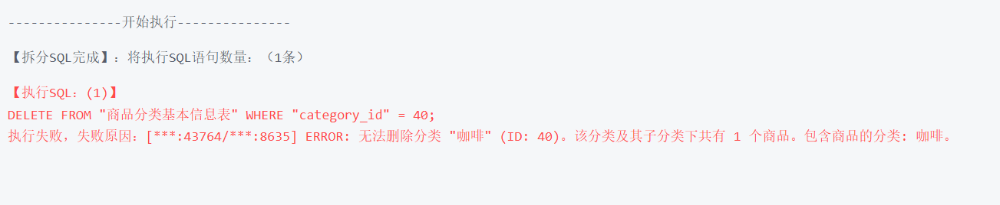 ---------------开始执行---------------
【拆分SQL完成】：将执行SQL语句数量：（1条）
【执行SQL：(1)】
DELETE FROM "商品分类基本信息表" WHERE "category_id" = 40;
执行失败，失败原因：[***:43764/***:8635] ERROR: 无法删除分类 "咖啡" (ID: 40)。该分类及其子分类下共有 1 个商品。包含商品的分类: 咖啡。